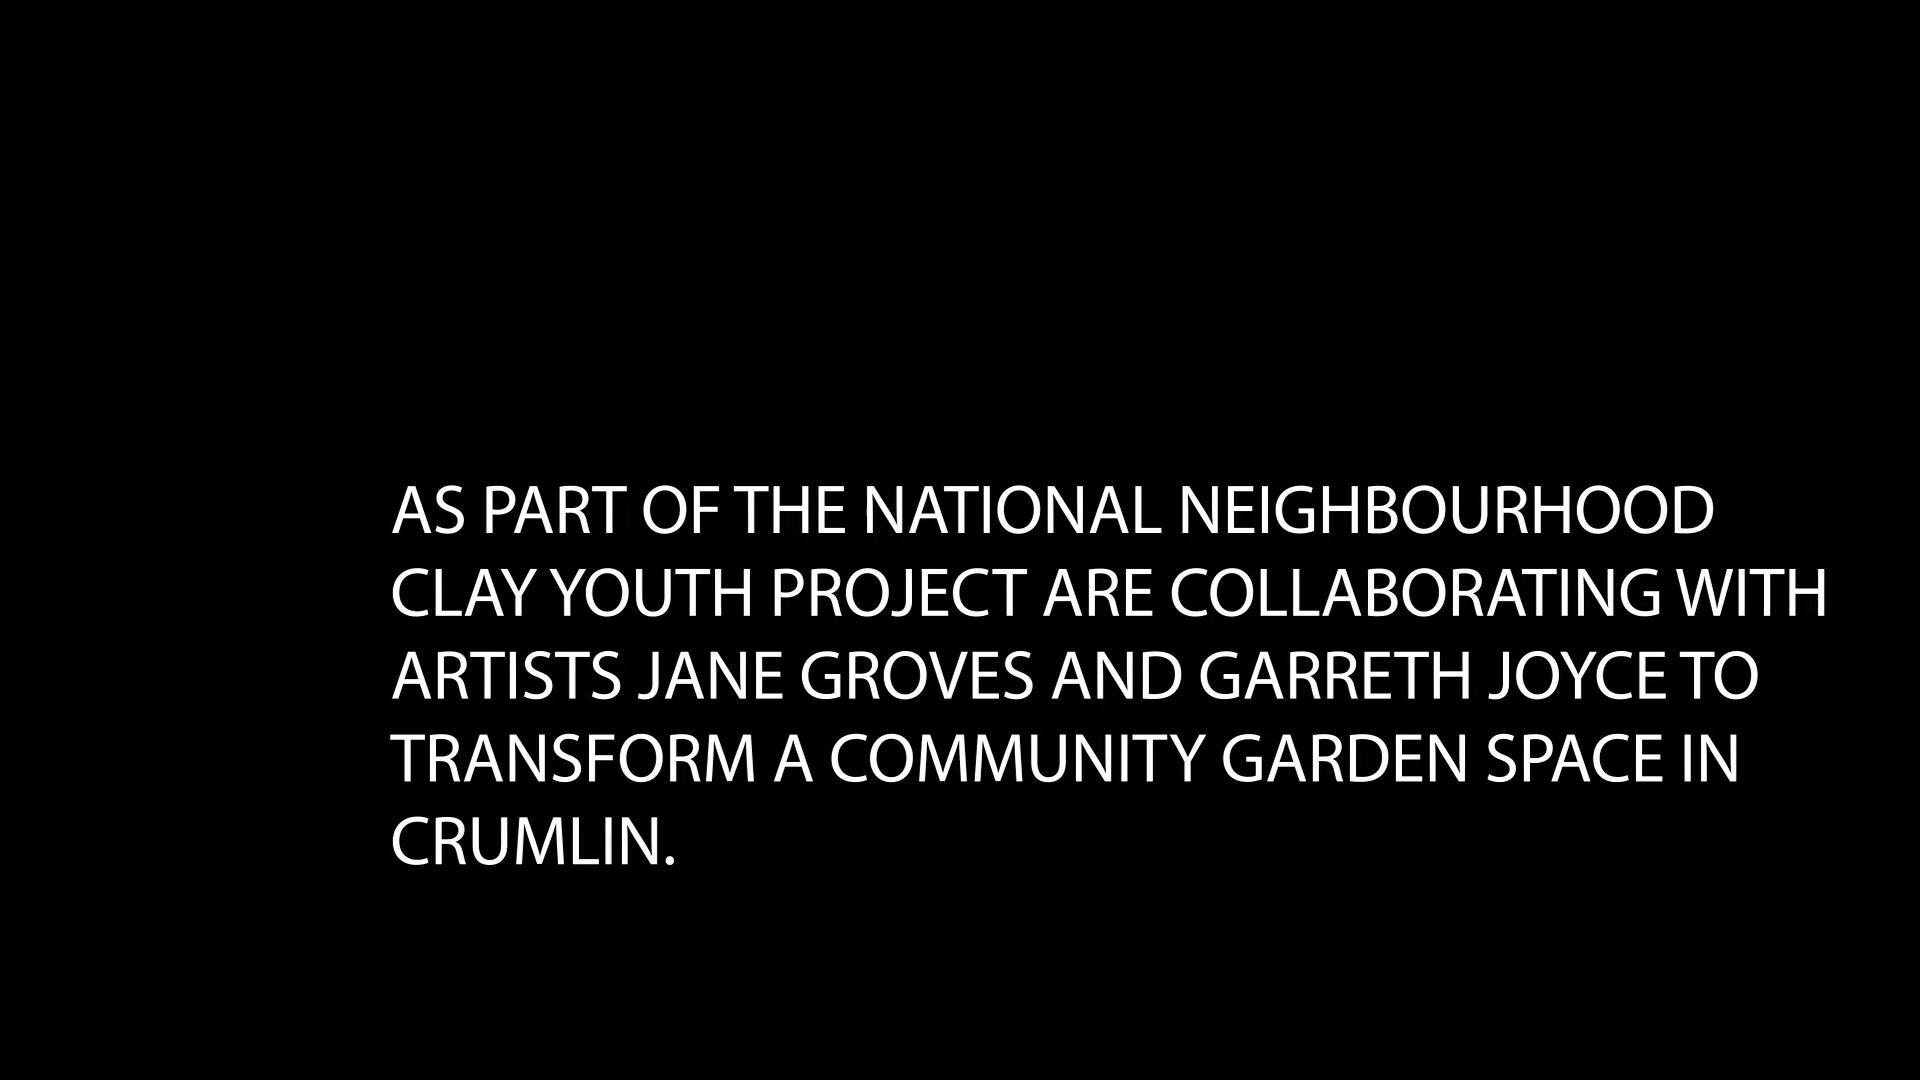 AS PART OF THE NATIONAL NEIGHBOURHOOD
CLAY YOUTH PROJECT ARE COLLABORATING WITH
ARTISTS JANE GROVES AND GARRETH JOYCE TO
TRANSFORM A COMMUNITY GARDEN SPACE IN
CRUMLIN.